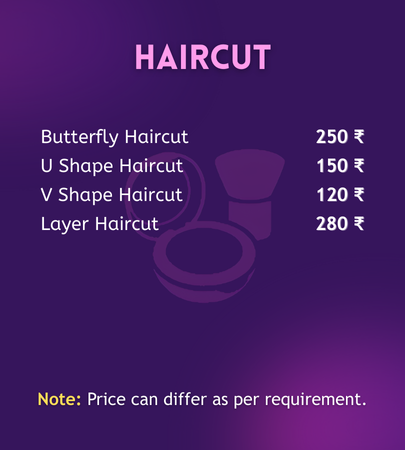 HAIRCUT
Butterfly Haircut 250 ₹
U Shape Haircut 150 ₹
V Shape Haircut 120 ₹
Layer Haircut 280 ₹
Note: Price can differ as per requirement.